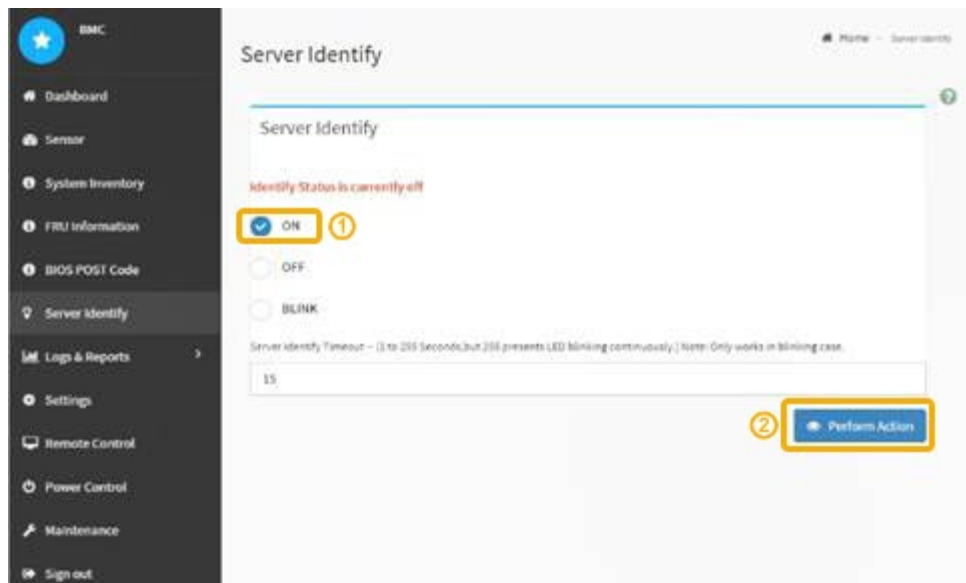 BMC
Dashboard
Sensor
System Inventory
FRU Information
BIOS POST Code
Server Identify
Logs & Reports
Settings
Remote Control
Power Control
Maintenance
Sign out
Server Identify
Home - Server Identify
Server Identify
Identify Status is currently off
ON
1
OFF
BLINK
Server Identify Timeout -- (1 to 255 Seconds,but 255 presents LED blinking continuously.) Note: Only works in blinking case.
15
2
Perform Action